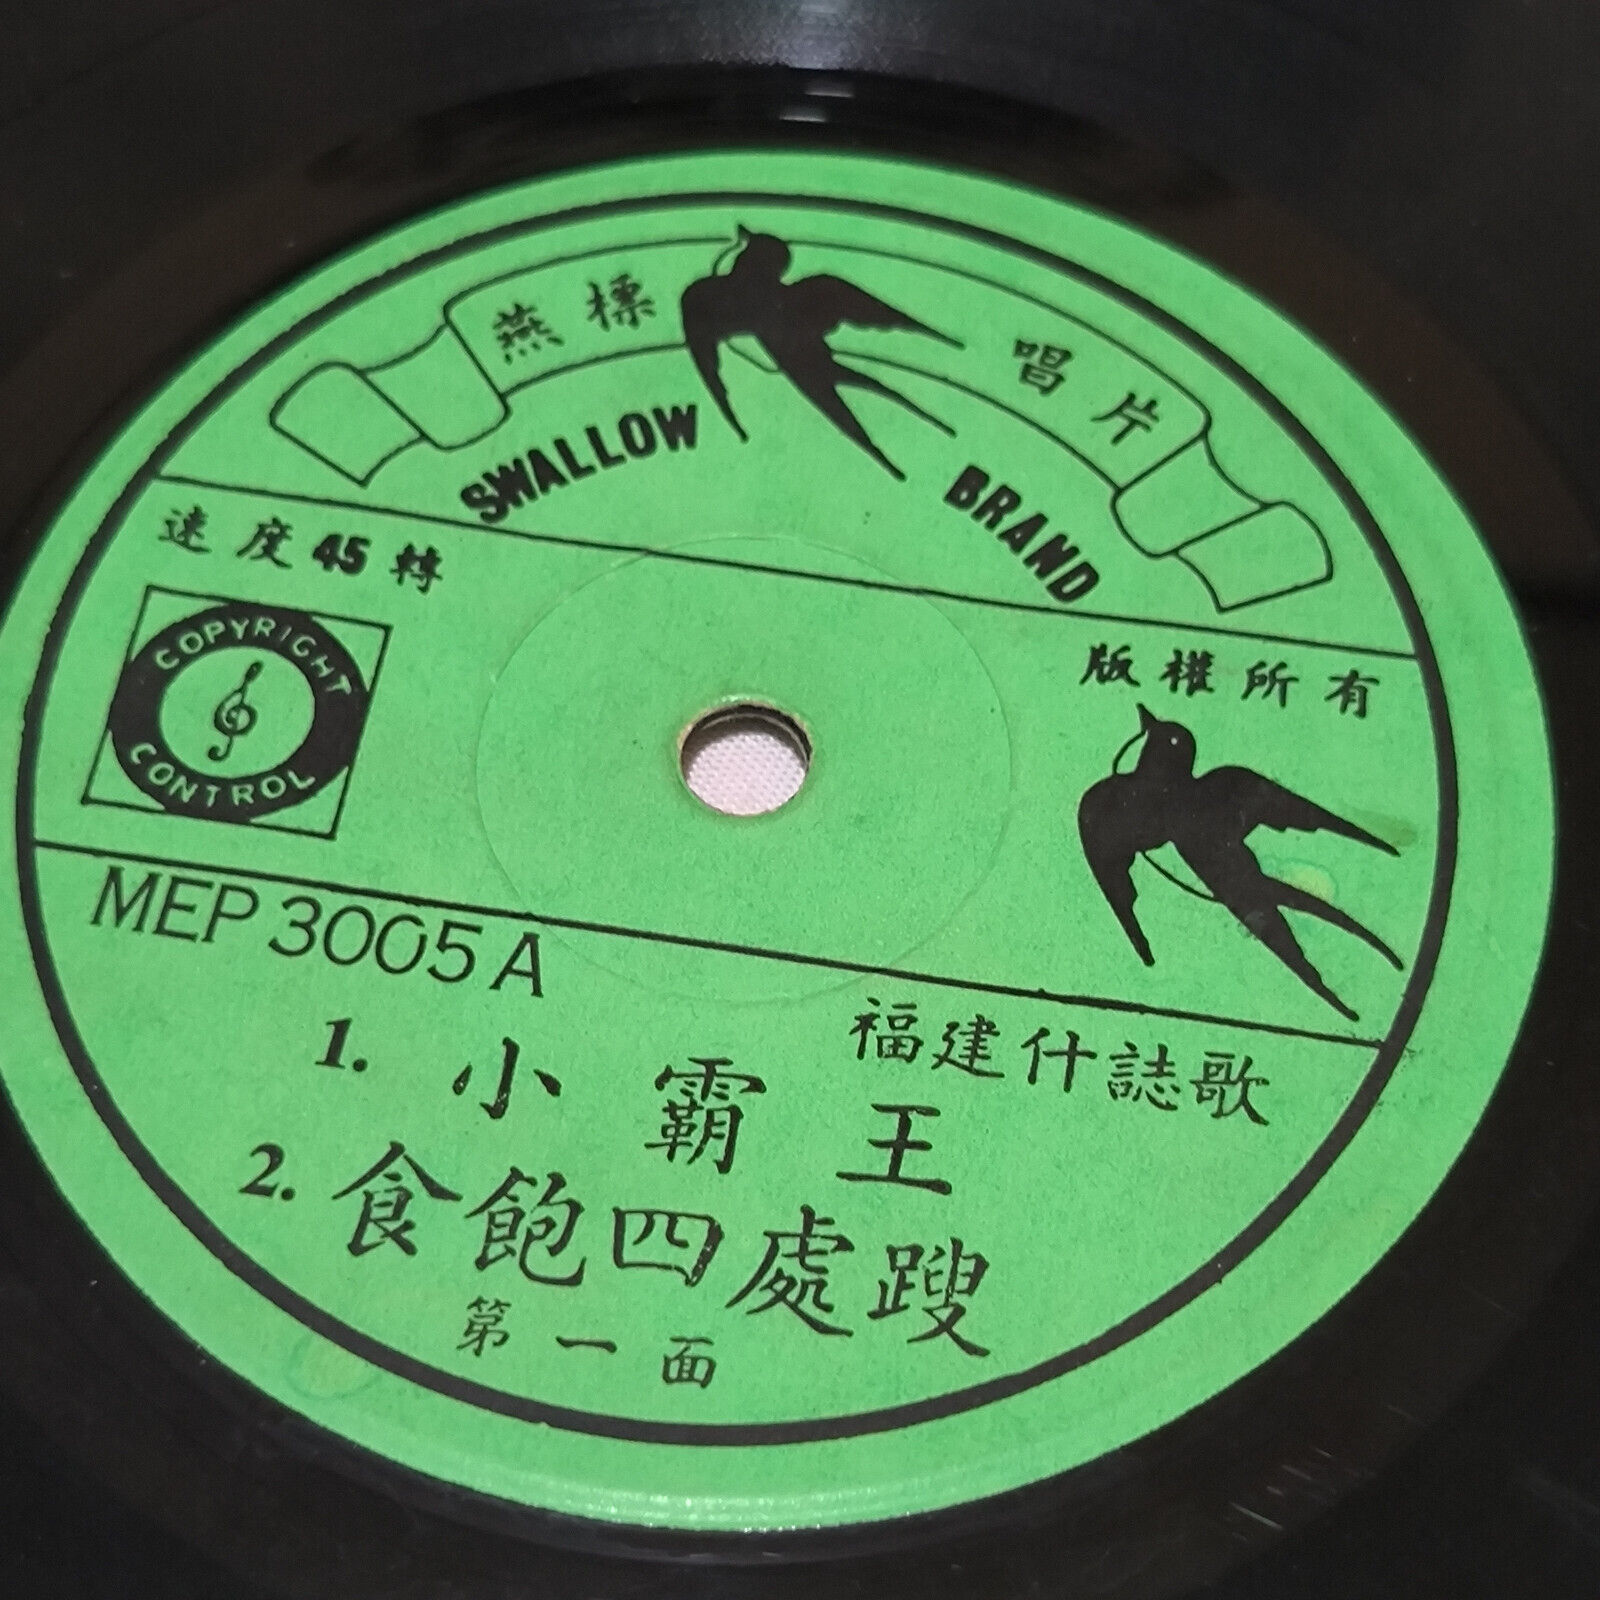 燕標 唱片
SWALLOW BRAND
速度45轉
版權所有
COPYRIGHT CONTROL
MEP 3005 A
福建什誌歌
1. 小霸王
2. 食飽四處蹓
第一面